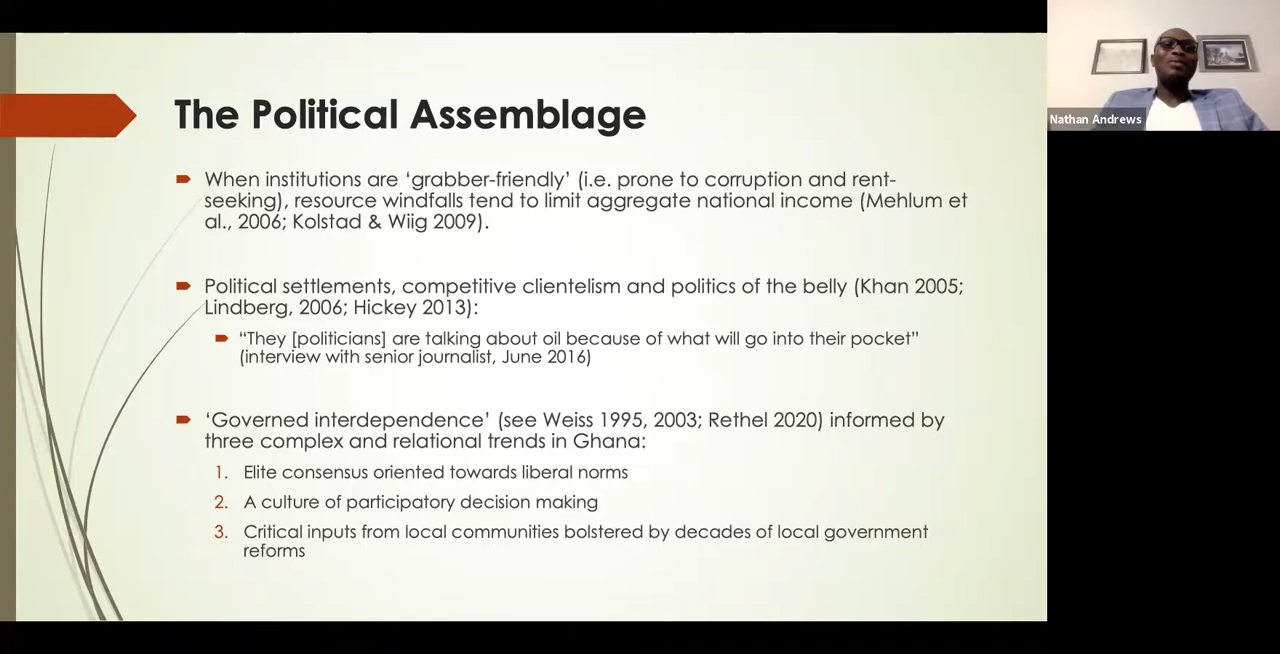 The Political Assemblage
When institutions are ‘grabber-friendly’ (i.e. prone to corruption and rent-
seeking), resource windfalls tend to limit aggregate national income (Mehlum et
al., 2006; Kolstad & Wiig 2009).
Political settlements, competitive clientelism and politics of the belly (Khan 2005;
Lindberg, 2006; Hickey 2013):
“They [politicians] are talking about oil because of what will go into their pocket”
(interview with senior journalist, June 2016)
‘Governed interdependence’ (see Weiss 1995, 2003; Rethel 2020) informed by
three complex and relational trends in Ghana:
1. Elite consensus oriented towards liberal norms
2. A culture of participatory decision making
3. Critical inputs from local communities bolstered by decades of local government
reforms
Nathan Andrews